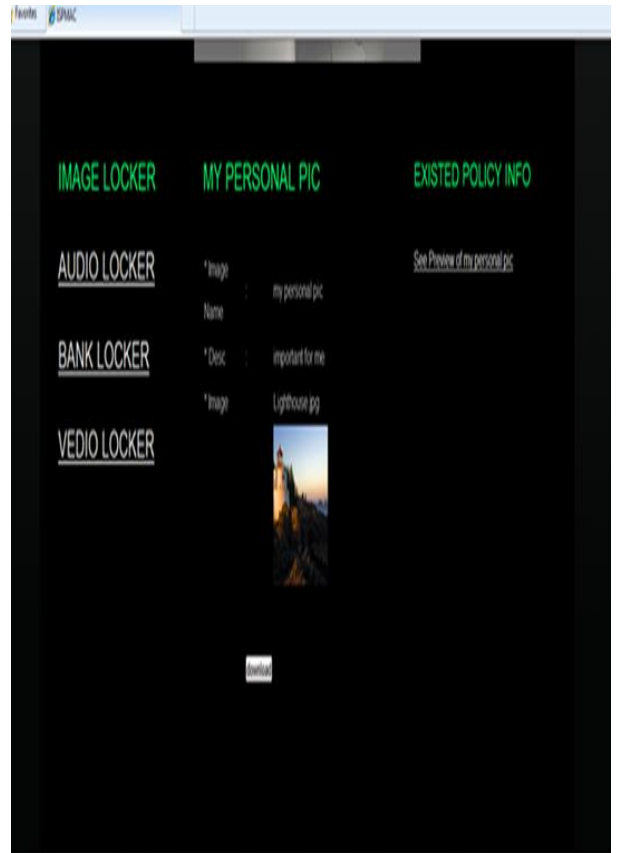 Favorites ISPMAC
IMAGE LOCKER
AUDIO LOCKER
BANK LOCKER
VEDIO LOCKER
MY PERSONAL PIC
* Image Name : my personal pic
* Desc : important for me
* Image Lighthouse.jpg
download
EXISTED POLICY INFO
See Preview of my personal pic